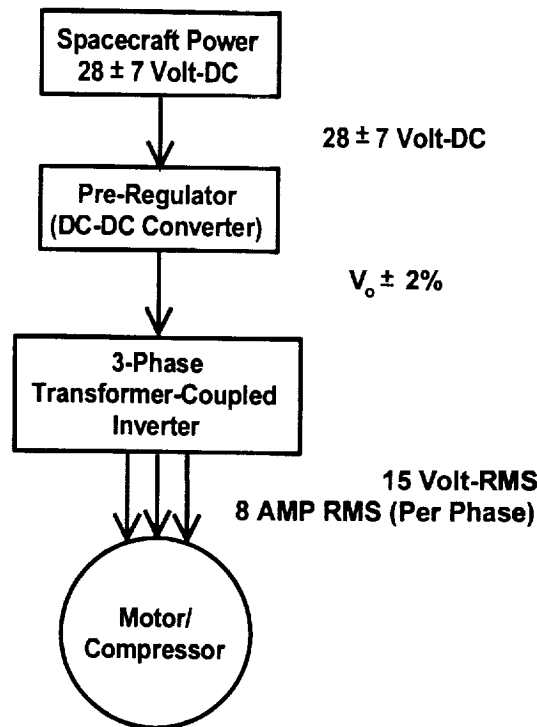 Spacecraft Power
28 ± 7 Volt-DC
28 ± 7 Volt-DC
Pre-Regulator
(DC-DC Converter)
Vₒ ± 2%
3-Phase
Transformer-Coupled
Inverter
15 Volt-RMS
8 AMP RMS (Per Phase)
Motor/
Compressor